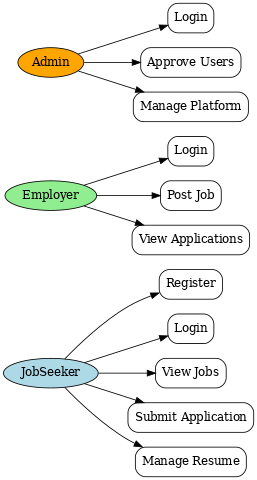 Admin
Login
Approve Users
Manage Platform
Employer
Login
Post Job
View Applications
JobSeeker
Register
Login
View Jobs
Submit Application
Manage Resume